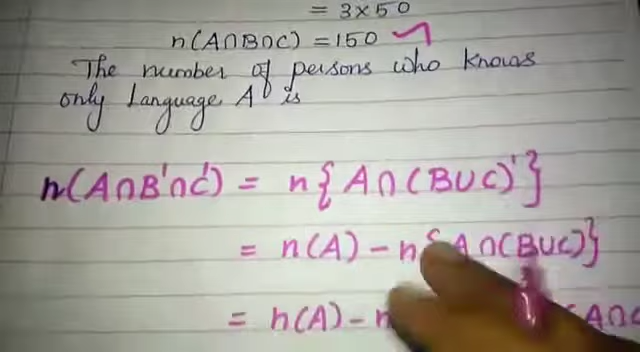 = 3×50
n(A∩B∩C) = 150
The number of persons who knows
only Language A is
n(A∩B'∩C') = n{A∩(B∪C)'}
= n(A) - n{A∩(B∪C)}
= n(A) - n (A∩C